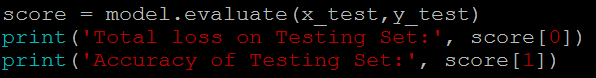 score = model.evaluate(x_test,y_test)
print('Total loss on Testing Set:', score[0])
print('Accuracy of Testing Set:', score[1])